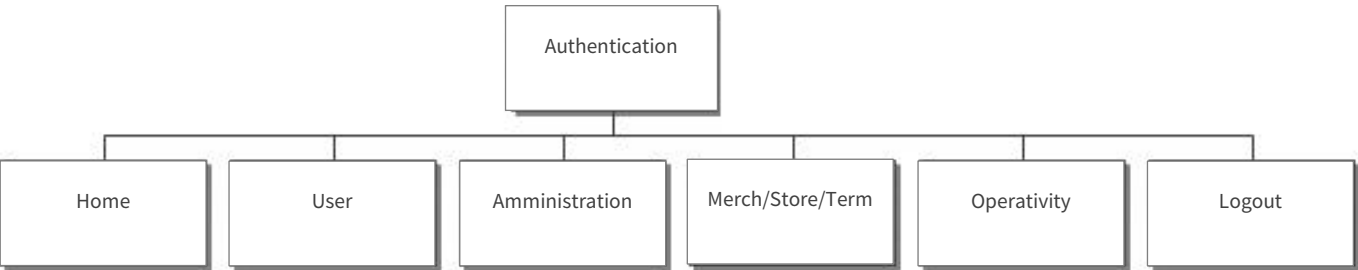 Authentication
Home
User
Amministration
Merch/Store/Term
Operativity
Logout